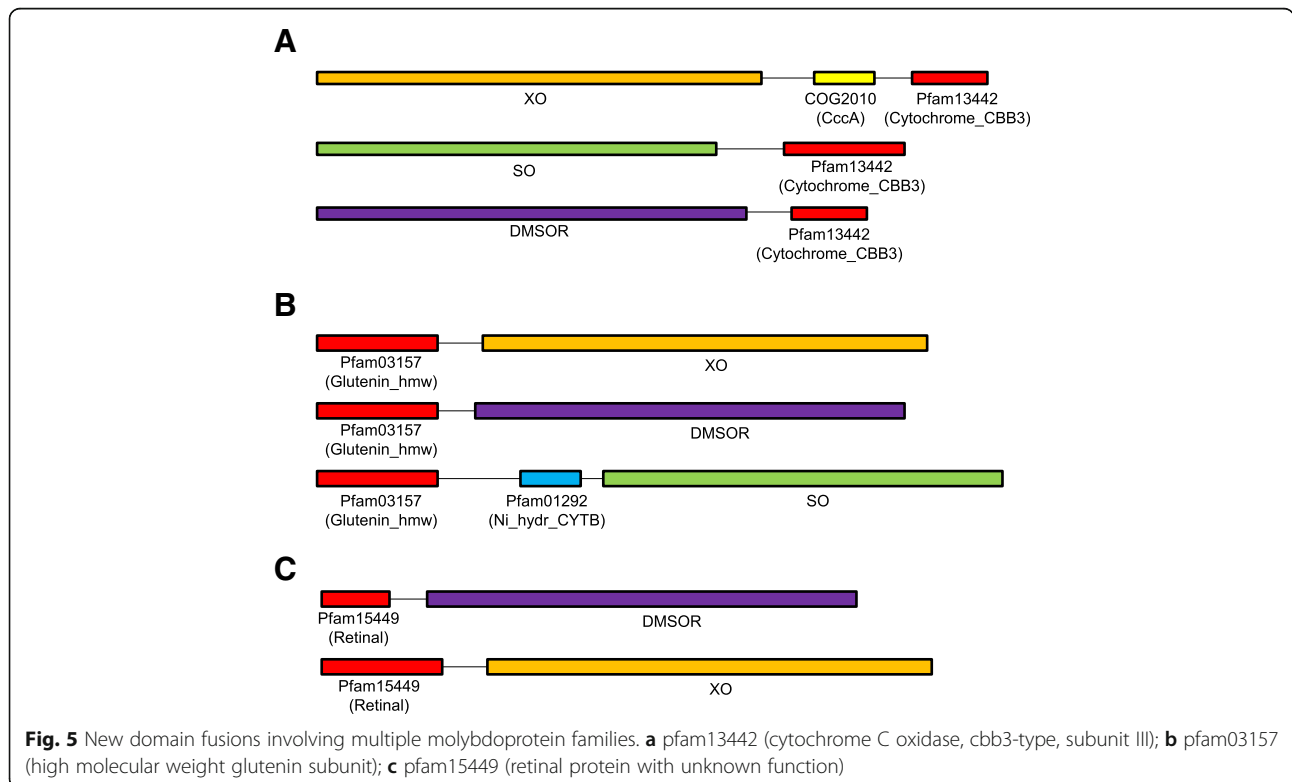 A
XO
COG2010
(CccA)
Pfam13442
(Cytochrome_CBB3)
SO
Pfam13442
(Cytochrome_CBB3)
DMSOR
Pfam13442
(Cytochrome_CBB3)
B
Pfam03157
(Glutenin_hmw)
XO
Pfam03157
(Glutenin_hmw)
DMSOR
Pfam03157
(Glutenin_hmw)
Pfam01292
(Ni_hydr_CYTB)
SO
C
Pfam15449
(Retinal)
DMSOR
Pfam15449
(Retinal)
XO
Fig. 5 New domain fusions involving multiple molybdoprotein families. a pfam13442 (cytochrome C oxidase, cbb3-type, subunit III); b pfam03157
(high molecular weight glutenin subunit); c pfam15449 (retinal protein with unknown function)